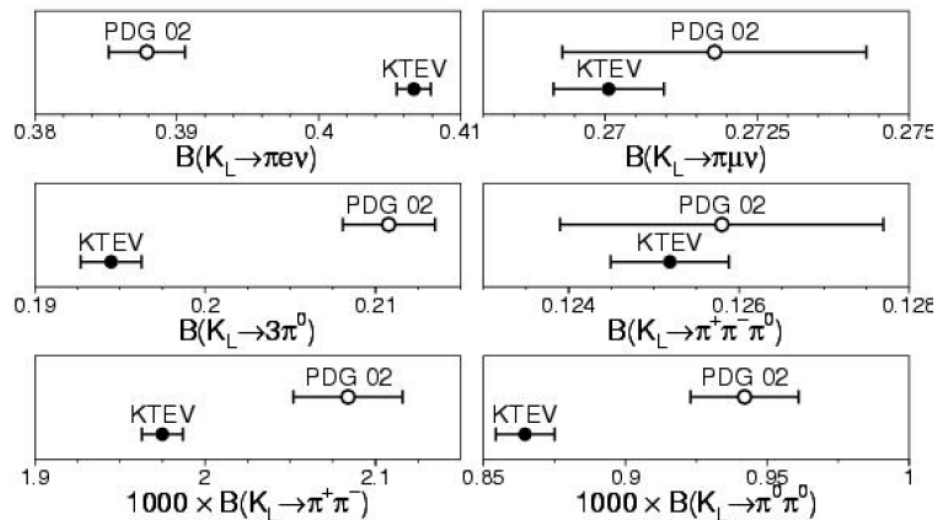 PDG 02
KTEV
0.38 0.39 0.4 0.41
B(K_L→πeν)
PDG 02
KTEV
0.27 0.2725 0.275
B(K_L→πμν)
PDG 02
KTEV
0.19 0.2 0.21
B(K_L→3π⁰)
PDG 02
KTEV
0.124 0.126 0.128
B(K_L→π⁺π⁻π⁰)
PDG 02
KTEV
1.9 2 2.1
1000 × B(K_L→π⁺π⁻)
PDG 02
KTEV
0.85 0.9 0.95 1
1000 × B(K_L→π⁰π⁰)